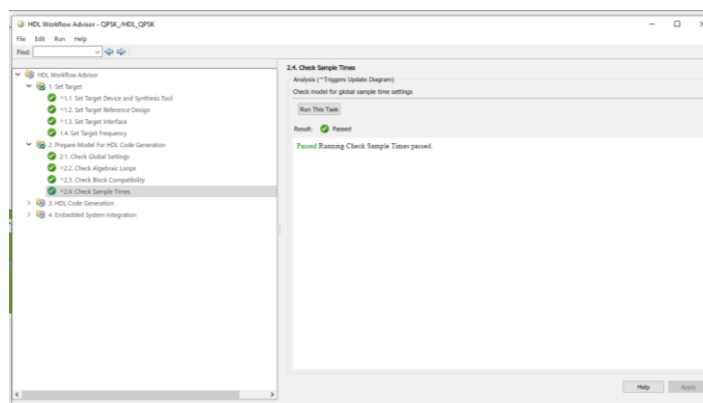 HDL Workflow Advisor - QPSK_/HDL_QPSK
File Edit Run Help
Find:
HDL Workflow Advisor
1. Set Target
^1.1. Set Target Device and Synthesis Tool
^1.2. Set Target Reference Design
^1.3. Set Target Interface
1.4. Set Target Frequency
2. Prepare Model For HDL Code Generation
2.1. Check Global Settings
^2.2. Check Algebraic Loops
^2.3. Check Block Compatibility
^2.4. Check Sample Times
3. HDL Code Generation
4. Embedded System Integration
2.4. Check Sample Times
Analysis (^Triggers Update Diagram)
Check model for global sample time settings
Run This Task
Result: Passed
Passed Running Check Sample Times passed.
Help Apply